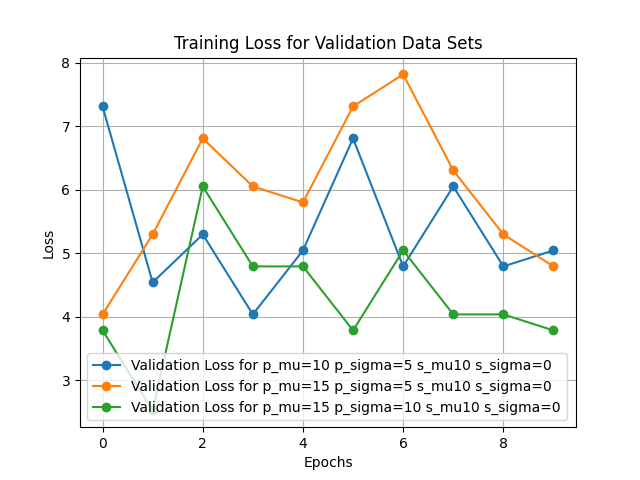 Training Loss for Validation Data Sets
8
7
6
5
4
3
Loss
Validation Loss for p_mu=10 p_sigma=5 s_mu10 s_sigma=0
Validation Loss for p_mu=15 p_sigma=5 s_mu10 s_sigma=0
Validation Loss for p_mu=15 p_sigma=10 s_mu10 s_sigma=0
0 2 4 6 8
Epochs